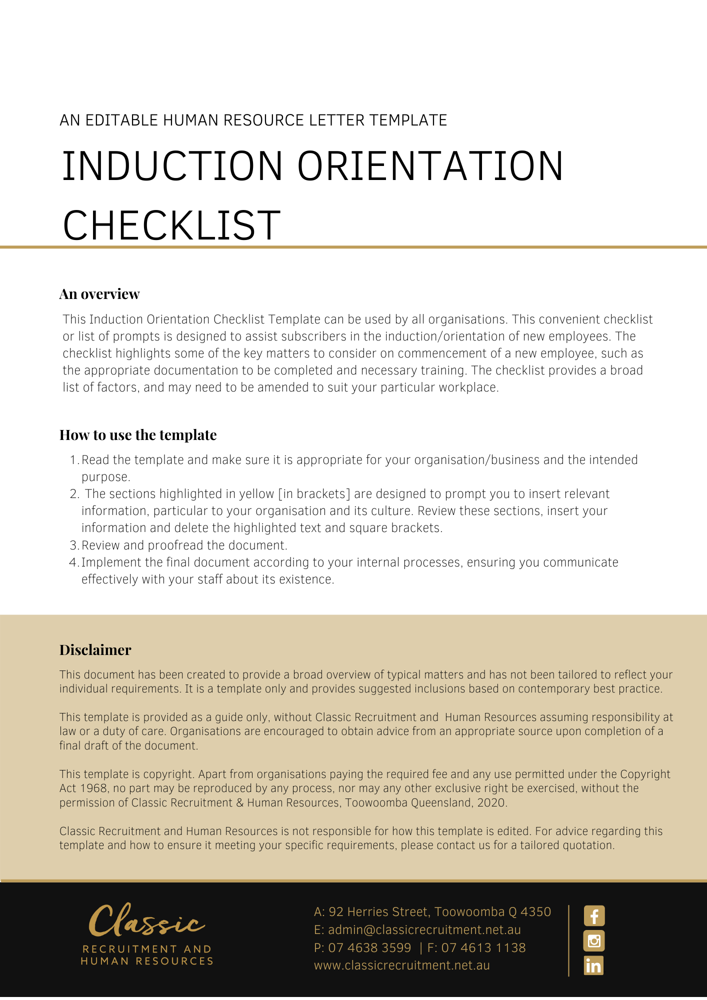 AN EDITABLE HUMAN RESOURCE LETTER TEMPLATE
INDUCTION ORIENTATION
CHECKLIST
An overview
This Induction Orientation Checklist Template can be used by all organisations. This convenient checklist
or list of prompts is designed to assist subscribers in the induction/orientation of new employees. The
checklist highlights some of the key matters to consider on commencement of a new employee, such as
the appropriate documentation to be completed and necessary training. The checklist provides a broad
list of factors, and may need to be amended to suit your particular workplace.
How to use the template
1. Read the template and make sure it is appropriate for your organisation/business and the intended
purpose.
2. The sections highlighted in yellow [in brackets] are designed to prompt you to insert relevant
information, particular to your organisation and its culture. Review these sections, insert your
information and delete the highlighted text and square brackets.
3. Review and proofread the document.
4. Implement the final document according to your internal processes, ensuring you communicate
effectively with your staff about its existence.
Disclaimer
This document has been created to provide a broad overview of typical matters and has not been tailored to reflect your
individual requirements. It is a template only and provides suggested inclusions based on contemporary best practice.
This template is provided as a guide only, without Classic Recruitment and Human Resources assuming responsibility at
law or a duty of care. Organisations are encouraged to obtain advice from an appropriate source upon completion of a
final draft of the document.
This template is copyright. Apart from organisations paying the required fee and any use permitted under the Copyright
Act 1968, no part may be reproduced by any process, nor may any other exclusive right be exercised, without the
permission of Classic Recruitment & Human Resources, Toowoomba Queensland, 2020.
Classic Recruitment and Human Resources is not responsible for how this template is edited. For advice regarding this
template and how to ensure it meeting your specific requirements, please contact us for a tailored quotation.
Classic
RECRUITMENT AND
HUMAN RESOURCES
A: 92 Herries Street, Toowoomba Q 4350
E: admin@classicrecruitment.net.au
P: 07 4638 3599 | F: 07 4613 1138
www.classicrecruitment.net.au